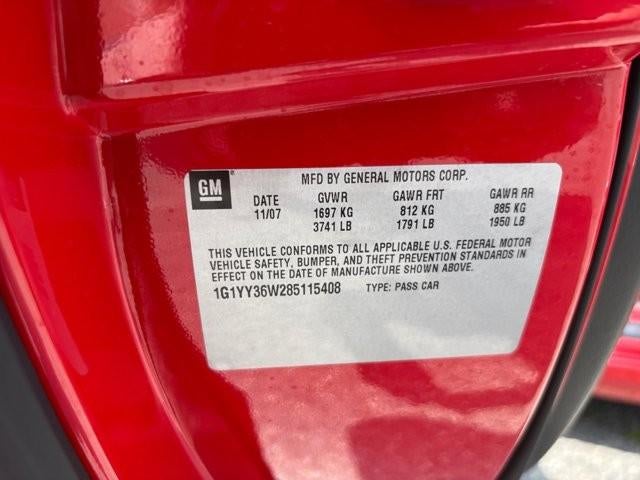 GM
MFD BY GENERAL MOTORS CORP.
DATE GVWR GAWR FRT GAWR RR
11/07 1697 KG 812 KG 885 KG
3741 LB 1791 LB 1950 LB
THIS VEHICLE CONFORMS TO ALL APPLICABLE U.S. FEDERAL MOTOR
VEHICLE SAFETY, BUMPER, AND THEFT PREVENTION STANDARDS IN
EFFECT ON THE DATE OF MANUFACTURE SHOWN ABOVE.
1G1YY36W285115408 TYPE: PASS CAR